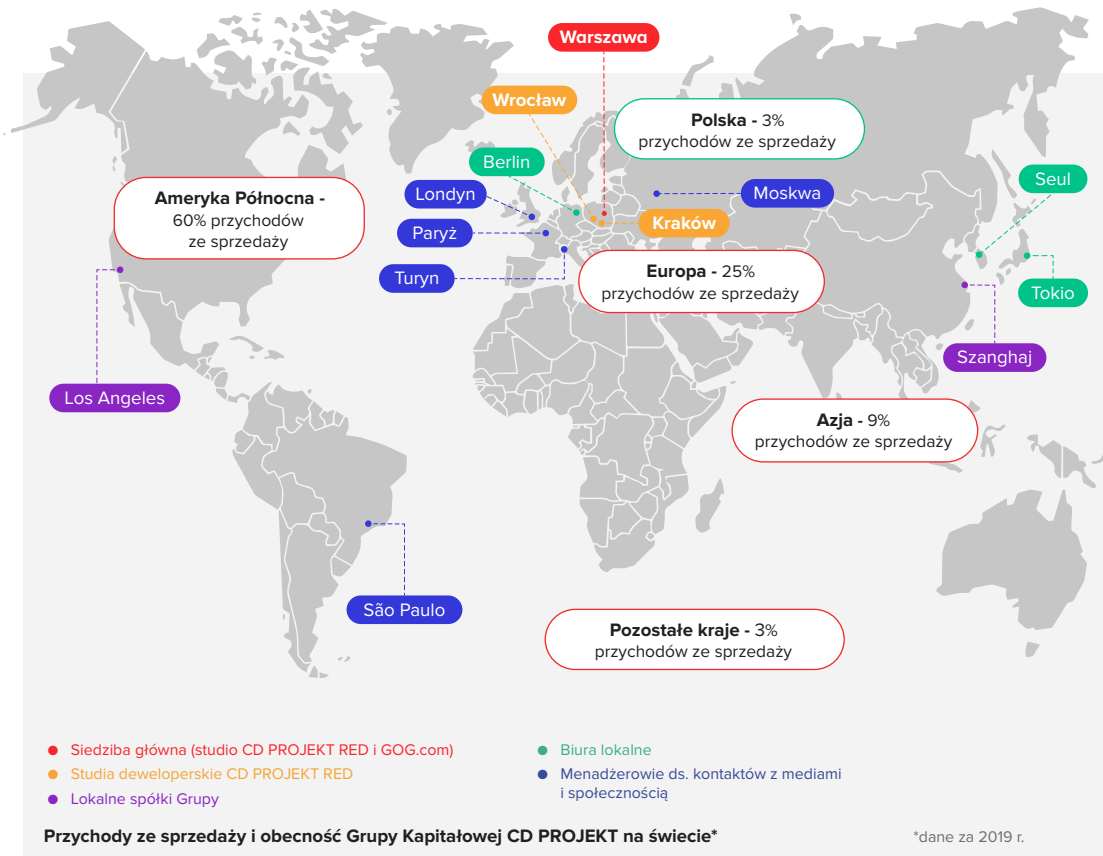 Warszawa
Wrocław
Polska - 3%
przychodów ze sprzedaży
Berlin
Seul
Ameryka Północna -
60% przychodów
ze sprzedaży
Londyn
Moskwa
Paryż
Kraków
Turyn
Europa - 25%
przychodów ze sprzedaży
Tokio
Szanghaj
Los Angeles
Azja - 9%
przychodów ze sprzedaży
São Paulo
Pozostałe kraje - 3%
przychodów ze sprzedaży
Siedziba główna (studio CD PROJEKT RED i GOG.com)
Studia deweloperskie CD PROJEKT RED
Lokalne spółki Grupy
Biura lokalne
Menadżerowie ds. kontaktów z mediami
i społecznością
Przychody ze sprzedaży i obecność Grupy Kapitałowej CD PROJEKT na świecie*
*dane za 2019 r.